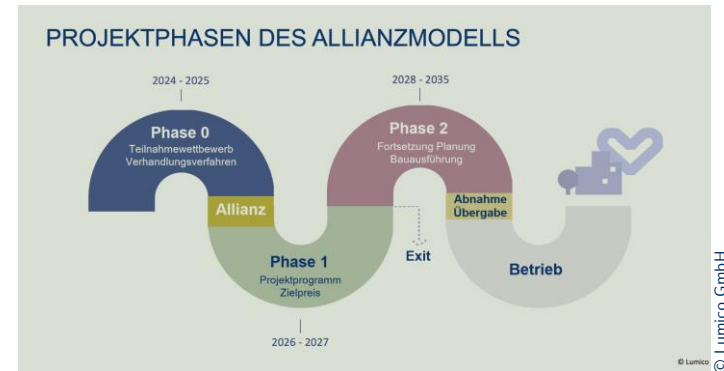 PROJEKTPHASEN DES ALLIANZMODELLS
2024 - 2025
2028 - 2035
Phase 0
Teilnahmewettbewerb
Verhandlungsverfahren
Phase 2
Fortsetzung Planung
Bauausführung
Allianz
Abnahme
Übergabe
Exit
Phase 1
Projektprogramm
Zielpreis
Betrieb
2026 - 2027
© Lumico
© Lumico GmbH